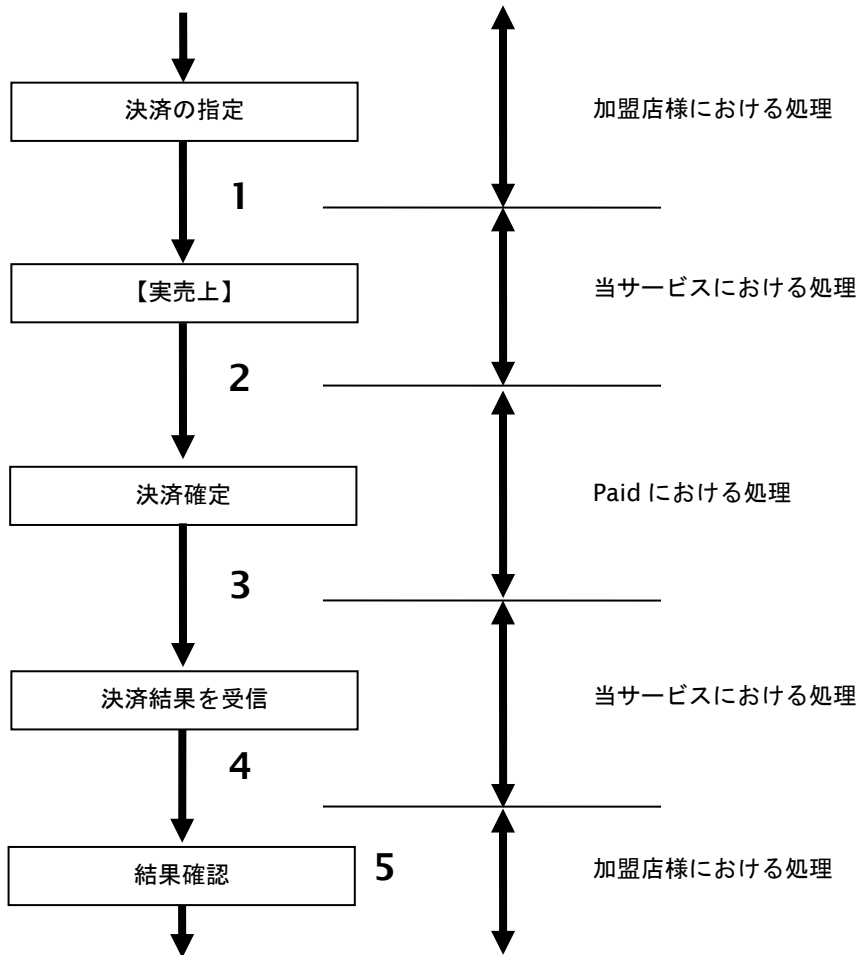 決済の指定
加盟店様における処理
1
【実売上】
当サービスにおける処理
2
決済確定
Paid における処理
3
決済結果を受信
当サービスにおける処理
4
結果確認
5
加盟店様における処理